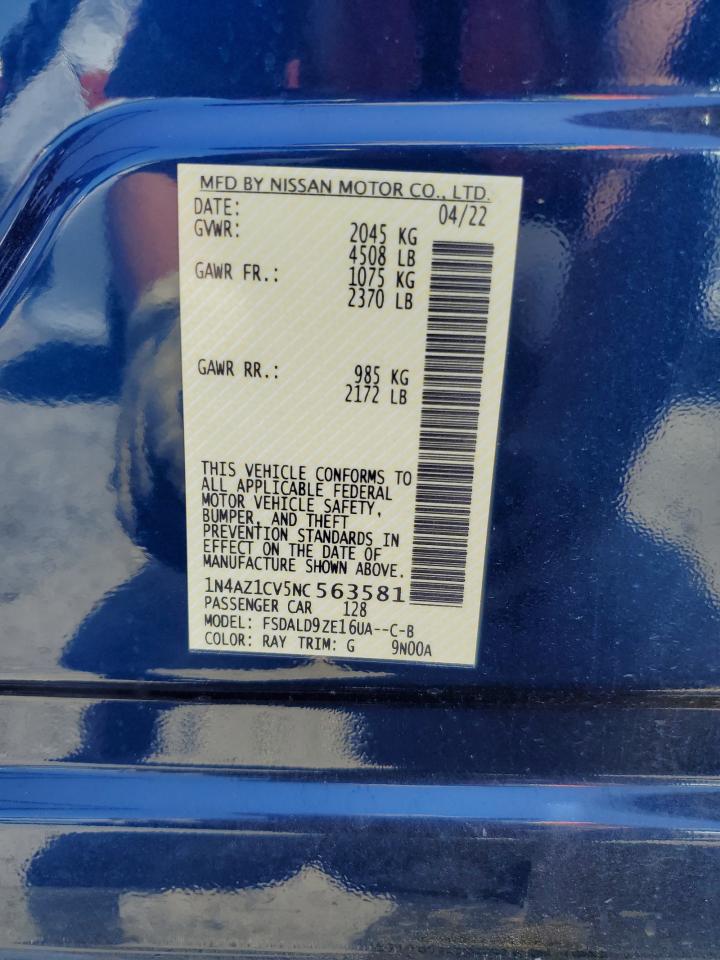 MFD BY NISSAN MOTOR CO., LTD.
DATE: 04/22
GVWR: 2045 KG
4508 LB
GAWR FR.: 1075 KG
2370 LB
GAWR RR.: 985 KG
2172 LB
THIS VEHICLE CONFORMS TO
ALL APPLICABLE FEDERAL
MOTOR VEHICLE SAFETY,
BUMPER, AND THEFT
PREVENTION STANDARDS IN
EFFECT ON THE DATE OF
MANUFACTURE SHOWN ABOVE.
1N4AZ1CV5NC563581
PASSENGER CAR 128
MODEL: FSDALD9ZE16UA--C-B
COLOR: RAY TRIM: G 9N00A